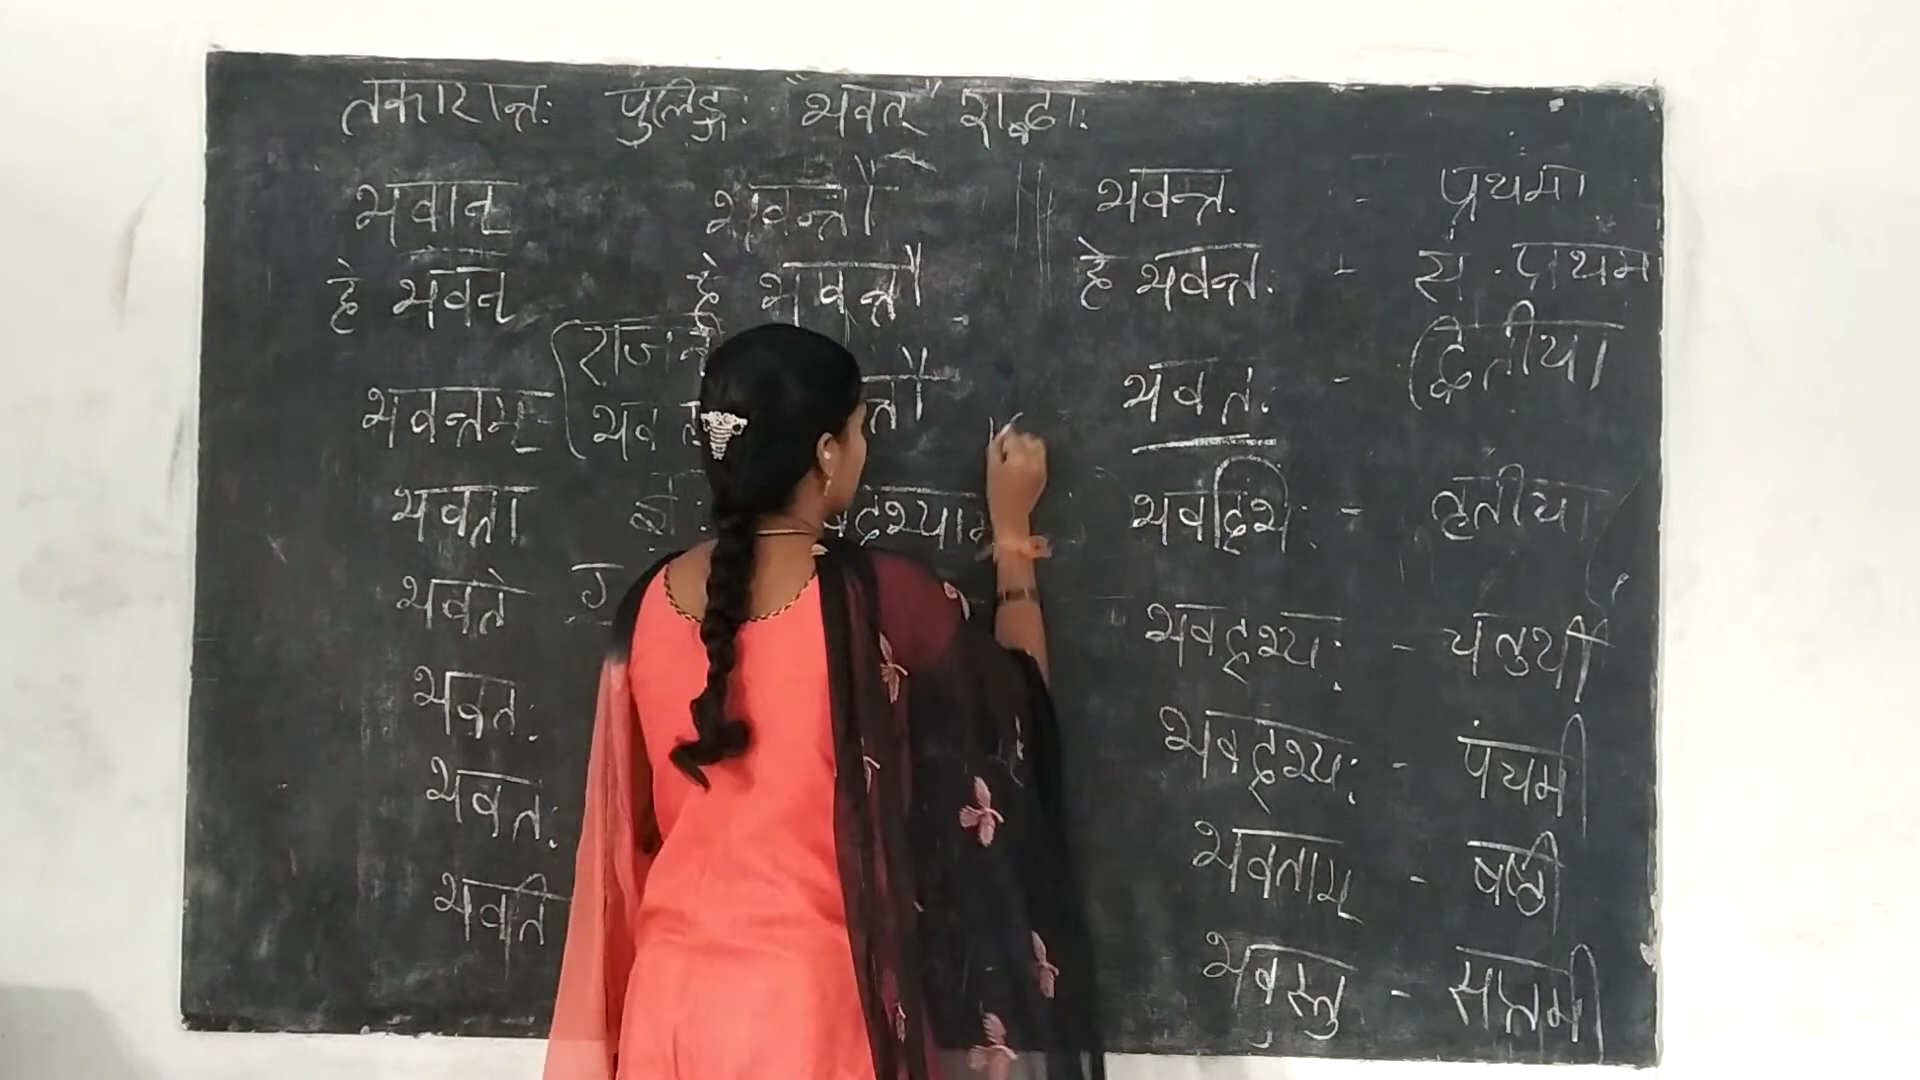 तकारान्तः पुंलिङ्गः "भवत्" शब्दाः
भवान् भवन्तौ भवन्तः - प्रथमा
हे भवन् हे भवन्तौ हे भवन्तः - सं. प्रथमा
भवन्तम् भवतः - द्वितीया
भवता भवद्भिः - तृतीया
भवते भवद्भ्यः - चतुर्थी
भवतः भवद्भ्यः - पंचमी
भवतः भवताम् - षष्ठी
भवति भवत्सु - सप्तमी